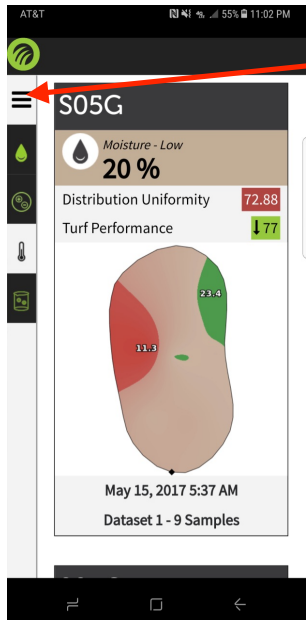 AT&T 55% 11:02 PM
S05G
Moisture - Low
20 %
Distribution Uniformity 72.88
Turf Performance 77
23.4
11.3
May 15, 2017 5:37 AM
Dataset 1 - 9 Samples